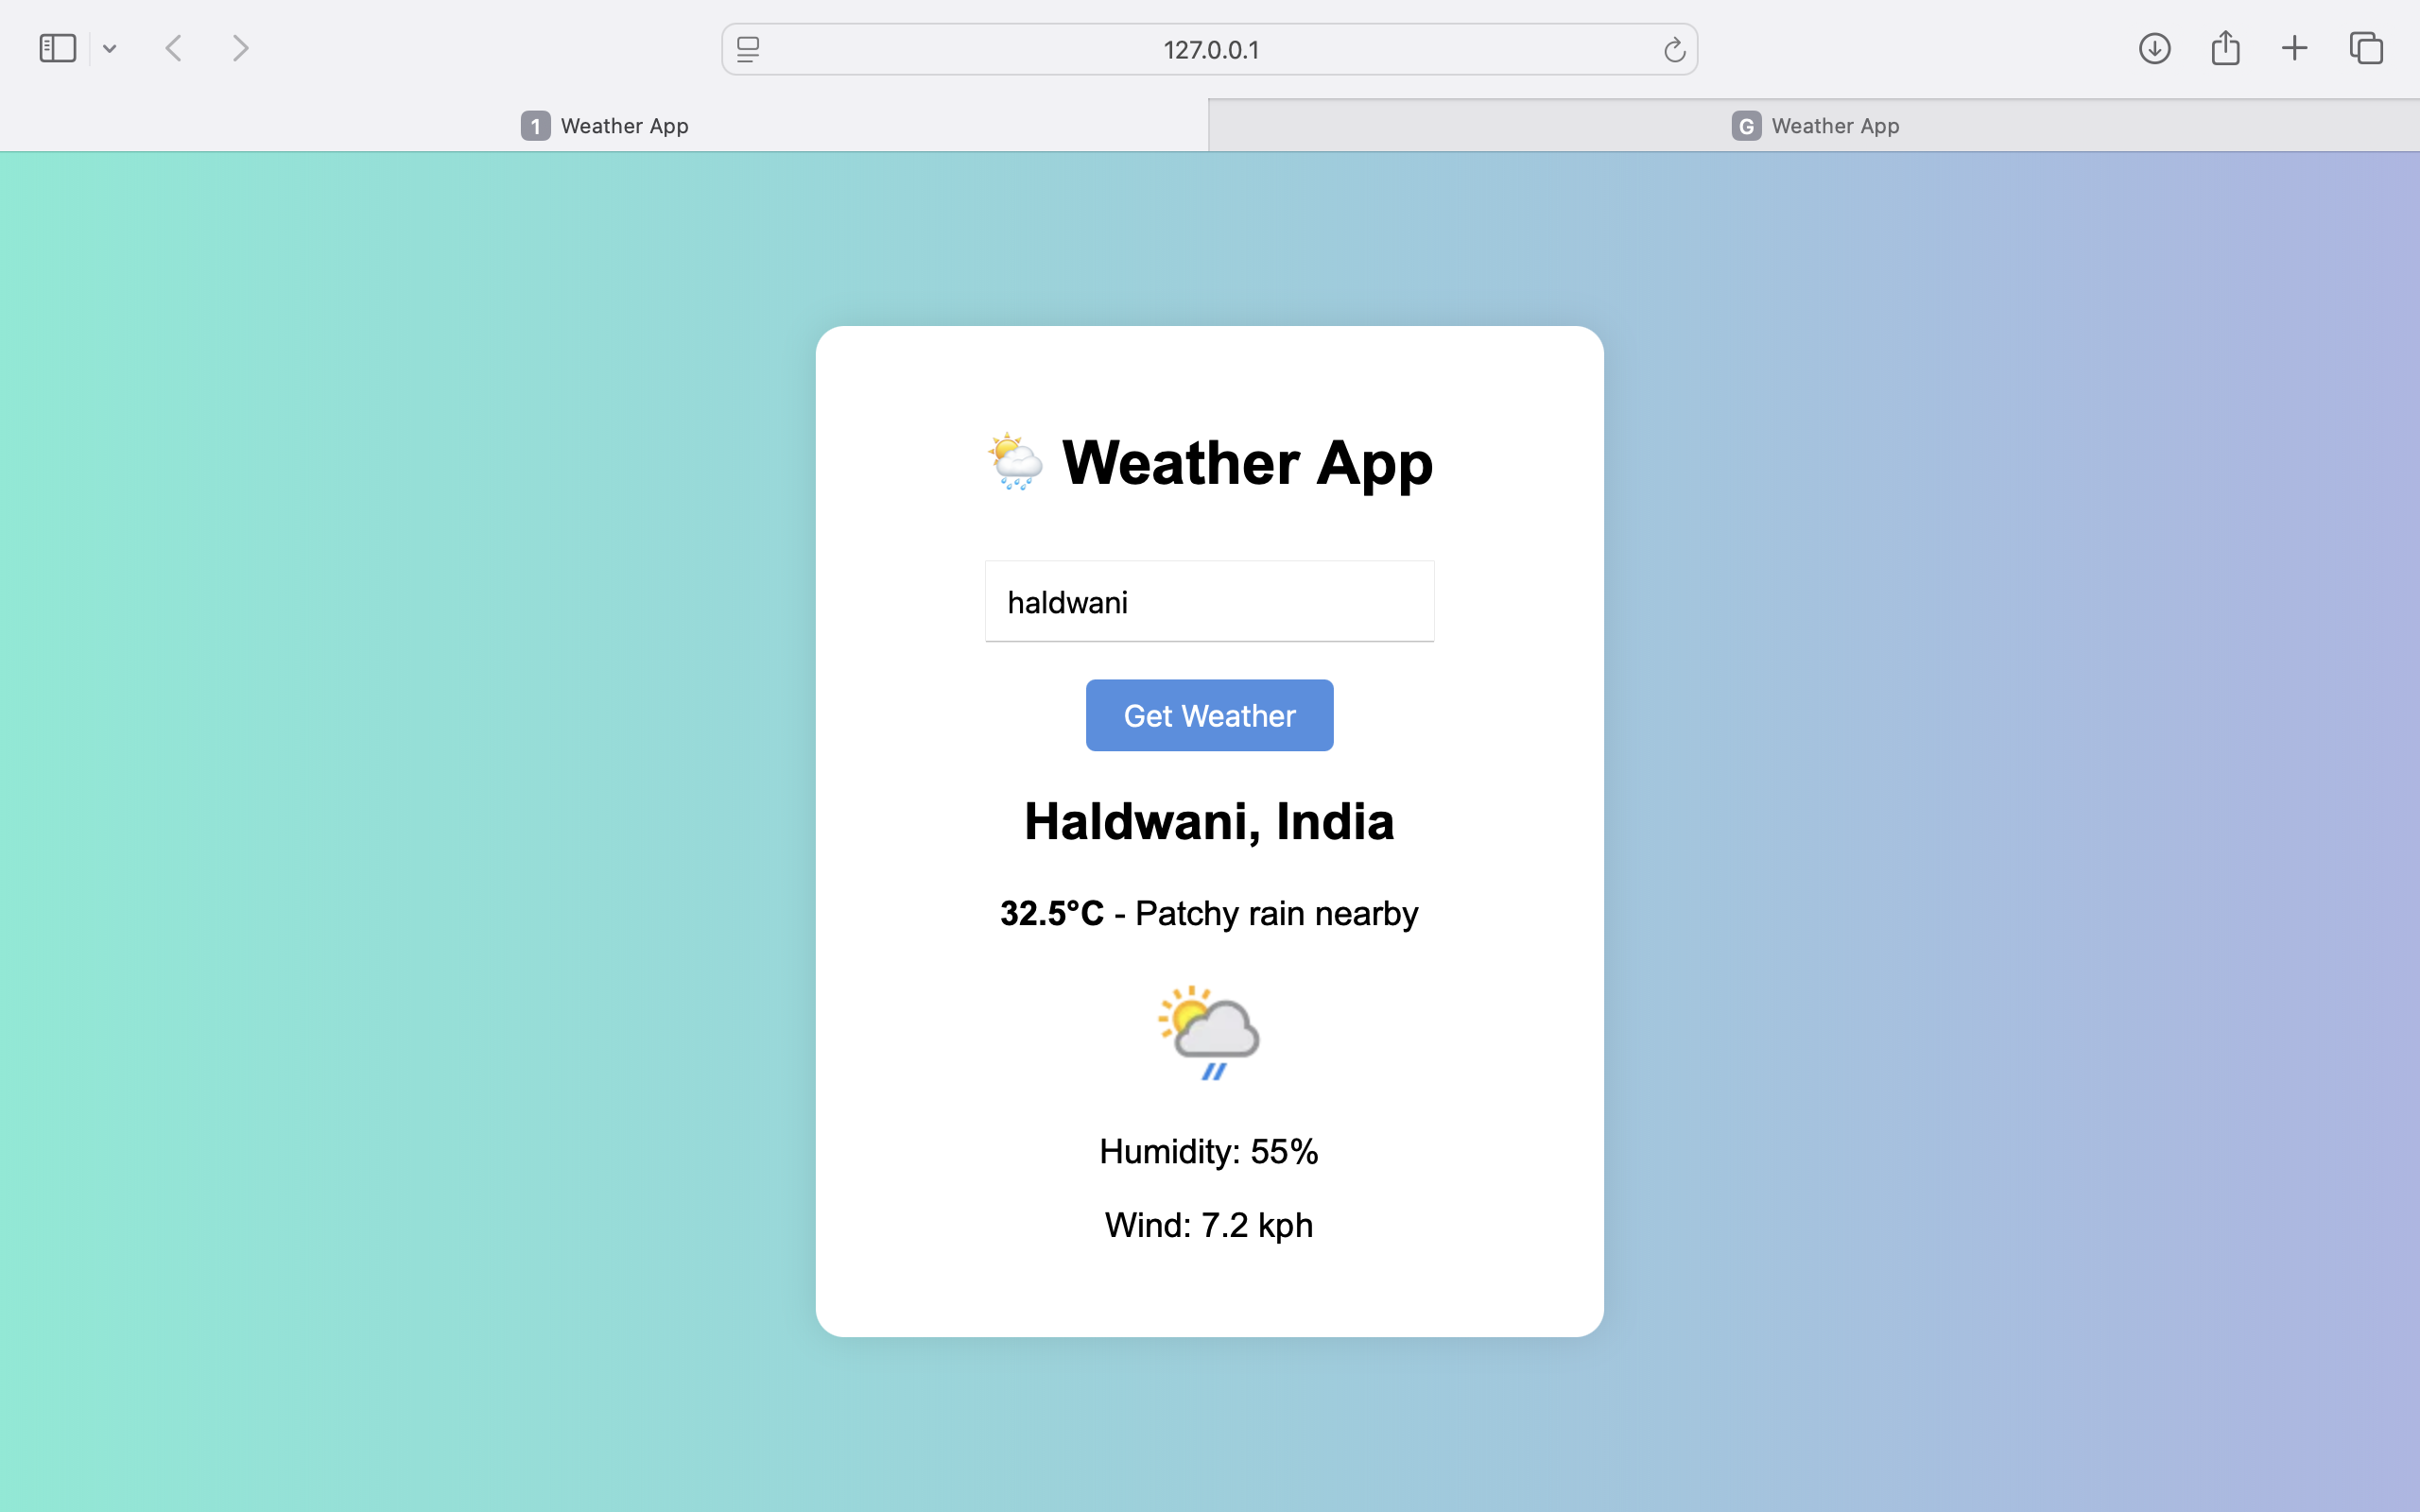 127.0.0.1
1 Weather App
G Weather App
Weather App
haldwani
Get Weather
Haldwani, India
32.5°C - Patchy rain nearby
Humidity: 55%
Wind: 7.2 kph